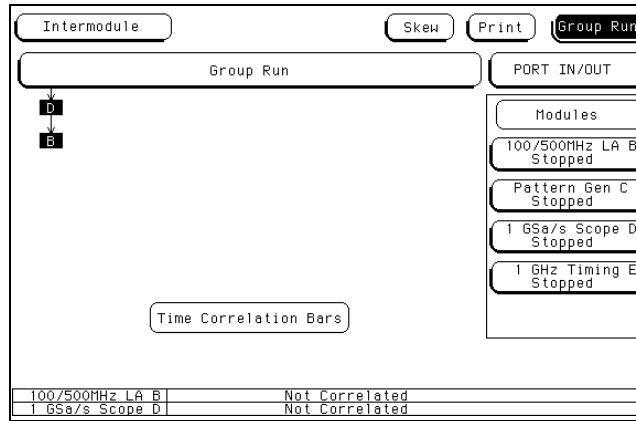 Intermodule
Skew
Print
Group Run
Group Run
PORT IN/OUT
D
B
Modules
100/500MHz LA B
Stopped
Pattern Gen C
Stopped
1 GSa/s Scope D
Stopped
1 GHz Timing E
Stopped
Time Correlation Bars
100/500MHz LA B Not Correlated
1 GSa/s Scope D Not Correlated